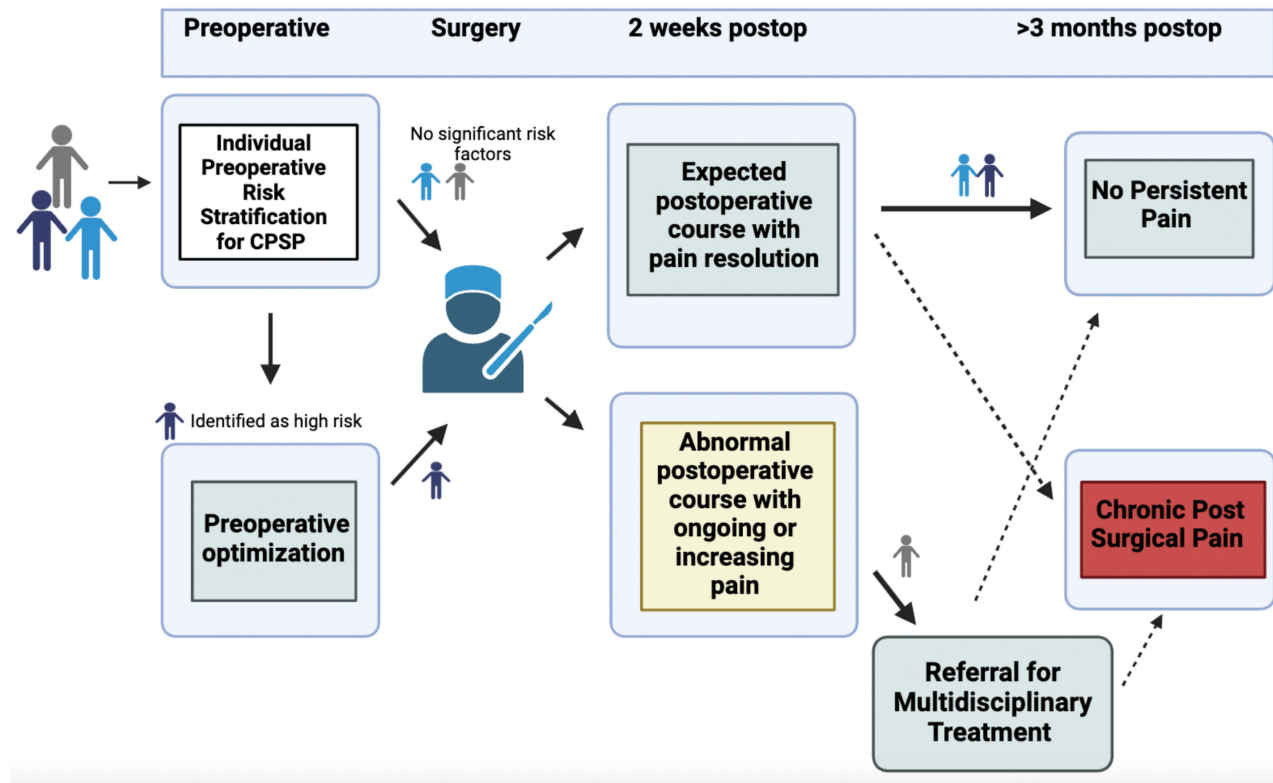 Preoperative
Surgery
2 weeks postop
>3 months postop
Individual
Preoperative
Risk
Stratification
for CPSP
No significant risk
factors
Expected
postoperative
course with
pain resolution
No Persistent
Pain
Identified as high risk
Preoperative
optimization
Abnormal
postoperative
course with
ongoing or
increasing
pain
Chronic Post
Surgical Pain
Referral for
Multidisciplinary
Treatment